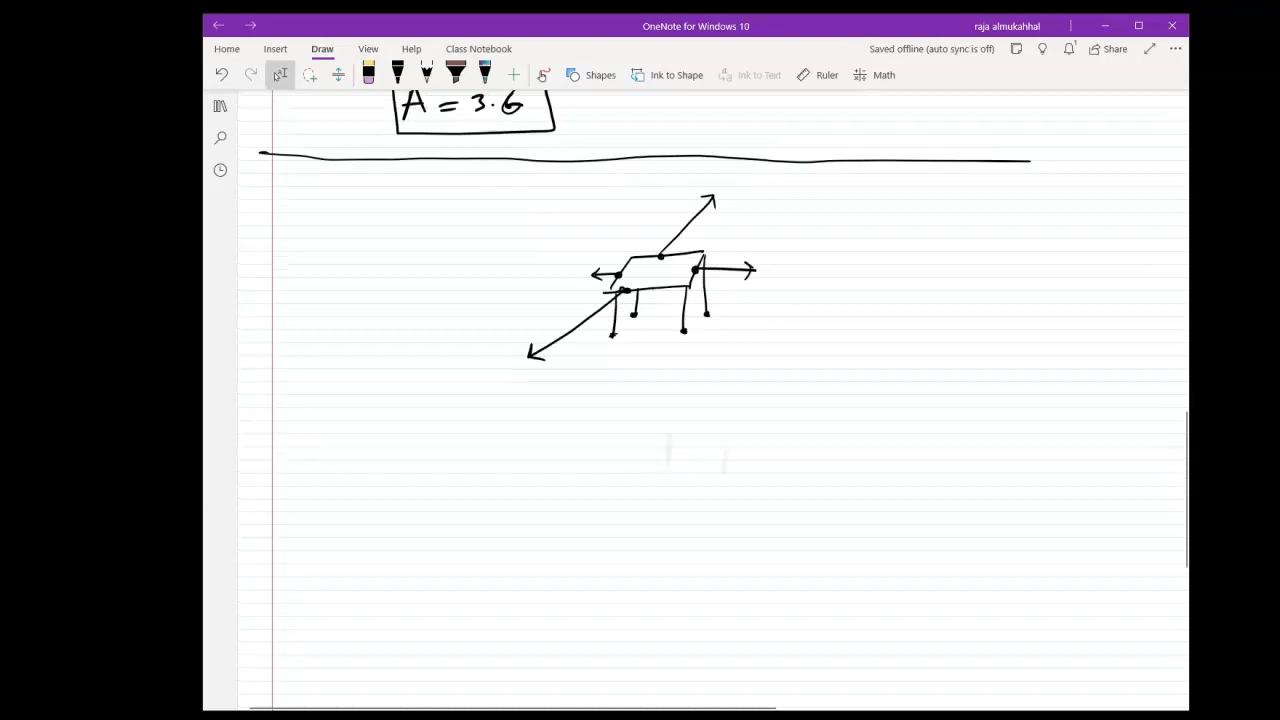 OneNote for Windows 10
raja almukahhal
Home Insert Draw View Help Class Notebook
Saved offline (auto sync is off)
Share
Shapes
Ink to Shape
Ink to Text
Ruler
Math
A = 3.6